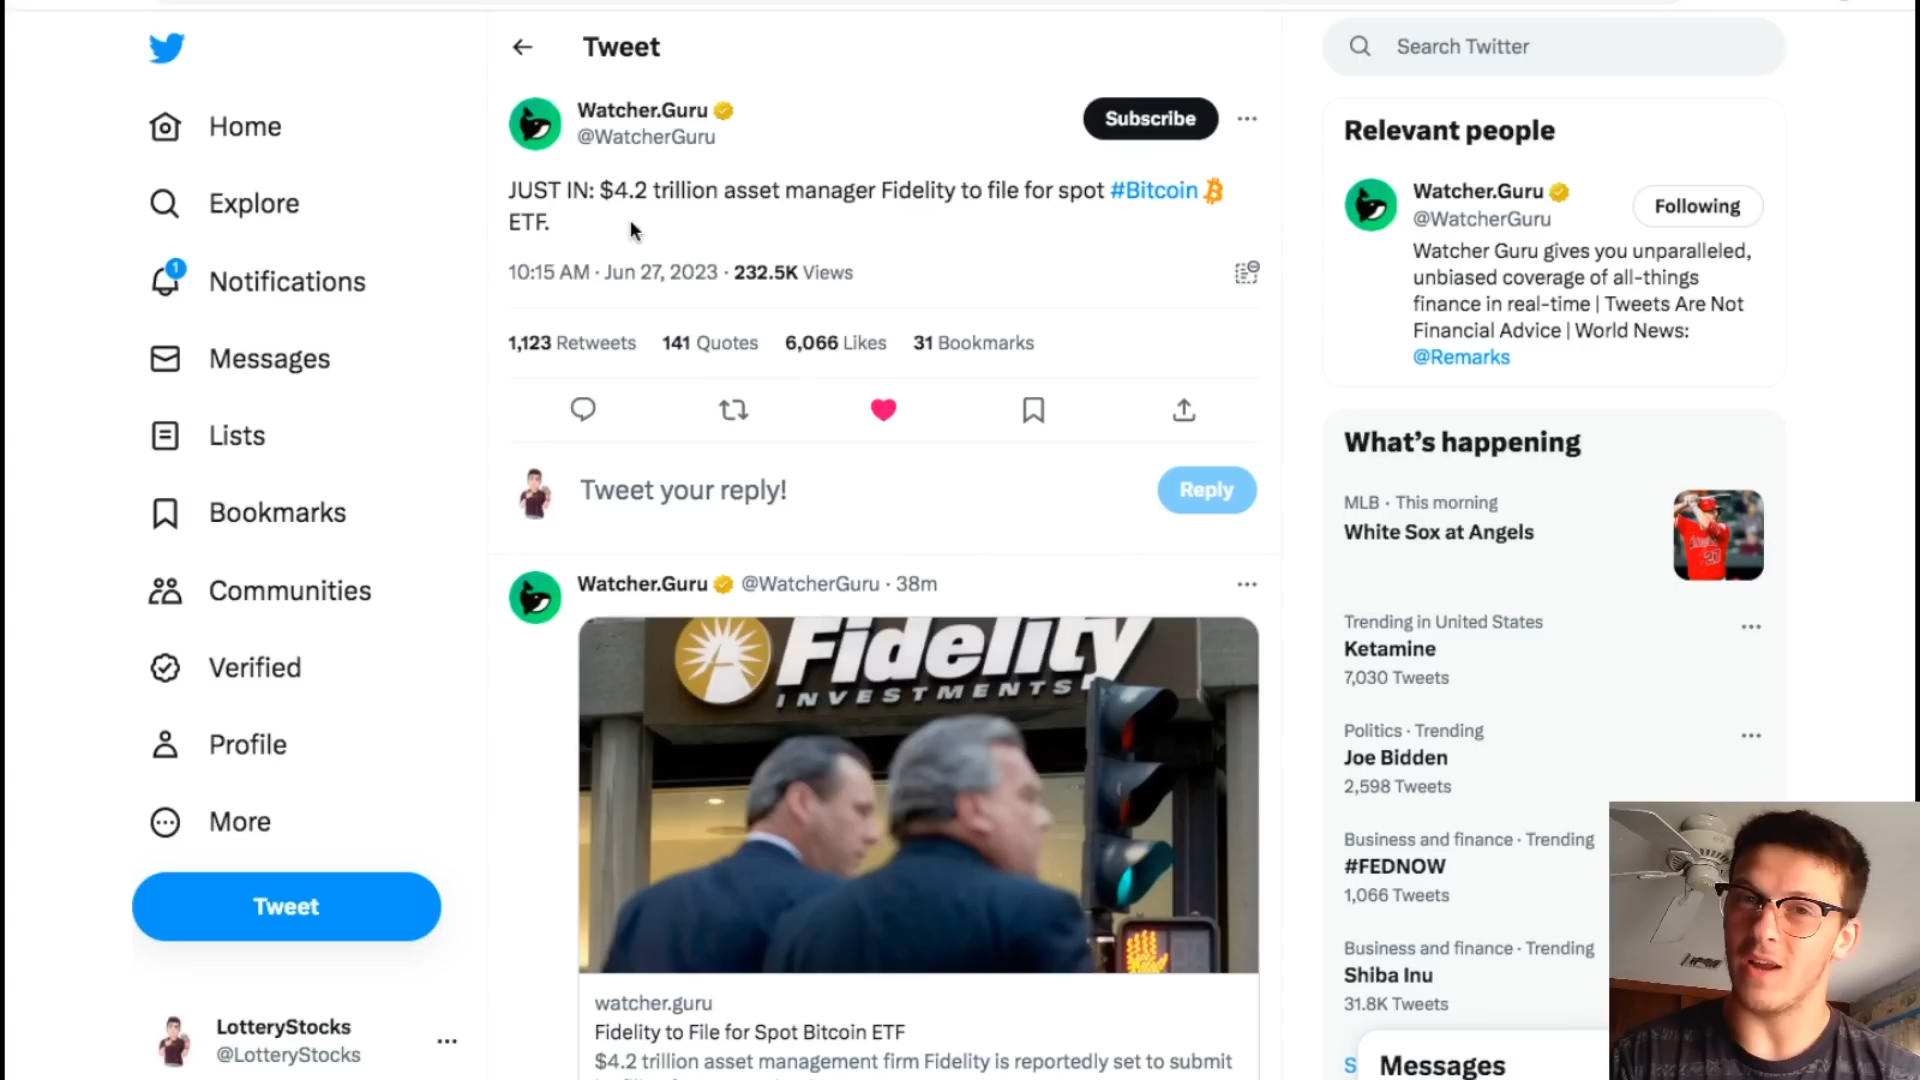 Tweet
Search Twitter
Home
Explore
1
Notifications
Messages
Lists
Bookmarks
Communities
Verified
Profile
More
Tweet
LotteryStocks
@LotteryStocks
Watcher.Guru
@WatcherGuru
Subscribe
JUST IN: $4.2 trillion asset manager Fidelity to file for spot #Bitcoin
ETF.
10:15 AM · Jun 27, 2023 · 232.5K Views
1,123 Retweets 141 Quotes 6,066 Likes 31 Bookmarks
Tweet your reply!
Reply
Watcher.Guru @WatcherGuru · 38m
Fidelity
INVESTMENTS
watcher.guru
Fidelity to File for Spot Bitcoin ETF
$4.2 trillion asset management firm Fidelity is reportedly set to submit
Relevant people
Watcher.Guru
@WatcherGuru
Following
Watcher Guru gives you unparalleled,
unbiased coverage of all-things
finance in real-time | Tweets Are Not
Financial Advice | World News:
@Remarks
What's happening
MLB · This morning
White Sox at Angels
Trending in United States
Ketamine
7,030 Tweets
Politics · Trending
Joe Bidden
2,598 Tweets
Business and finance · Trending
#FEDNOW
1,066 Tweets
Business and finance · Trending
Shiba Inu
31.8K Tweets
Messages